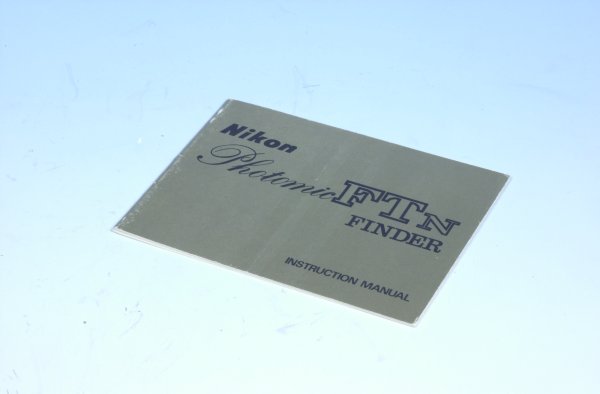 Nikon
Photomic FTN
FINDER
INSTRUCTION MANUAL